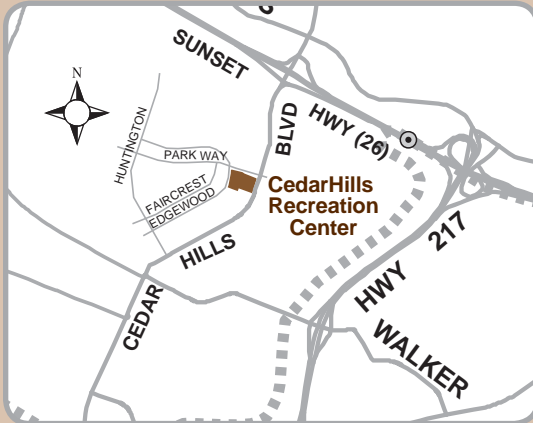 SUNSET
HWY (26)
N
HUNTINGTON
PARK WAY
BLVD
FAIRCREST
EDGEWOOD
CedarHills
Recreation
Center
HILLS
CEDAR
HWY 217
WALKER